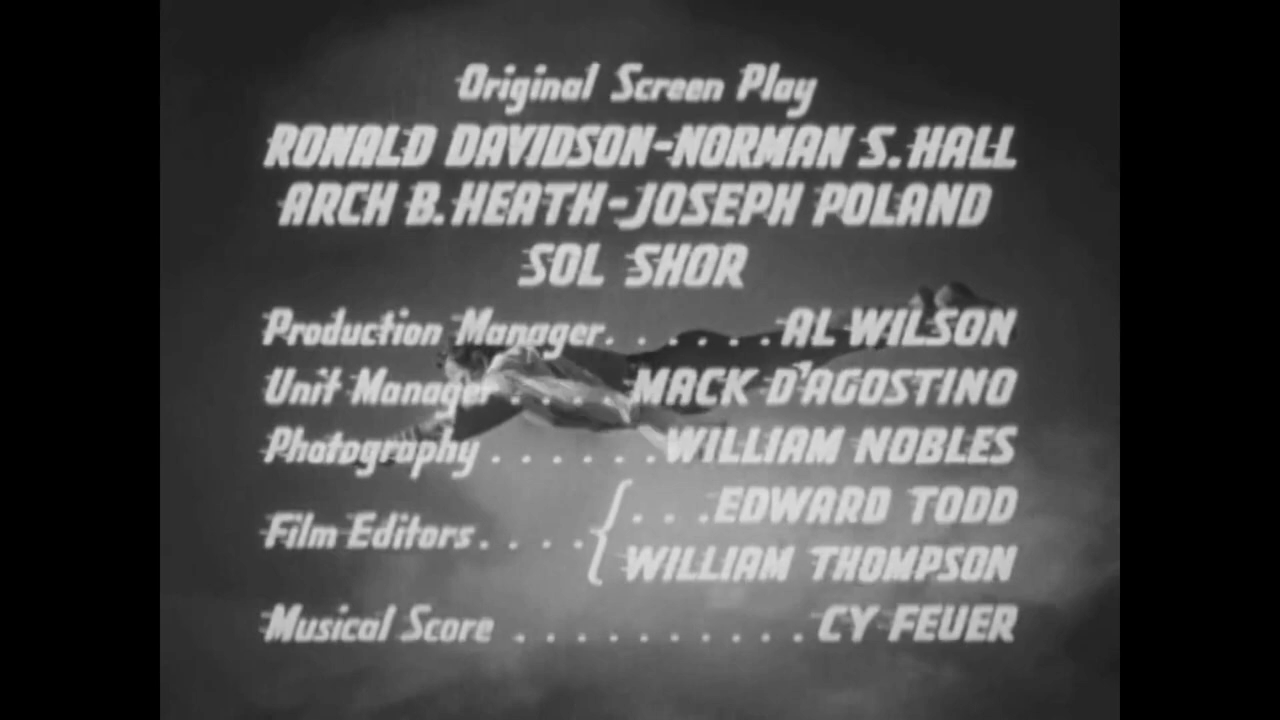 Original Screen Play
RONALD DAVIDSON-NORMAN S. HALL
ARCH B. HEATH-JOSEPH POLAND
SOL SHOR
Production Manager. . . . . . .AL WILSON
Unit Manager . . . . .MACK D'AGOSTINO
Photography . . . . . . .WILLIAM NOBLES
Film Editors. . . . .{. . .EDWARD TODD
WILLIAM THOMPSON
Musical Score . . . . . . . . . . .CY FEUER